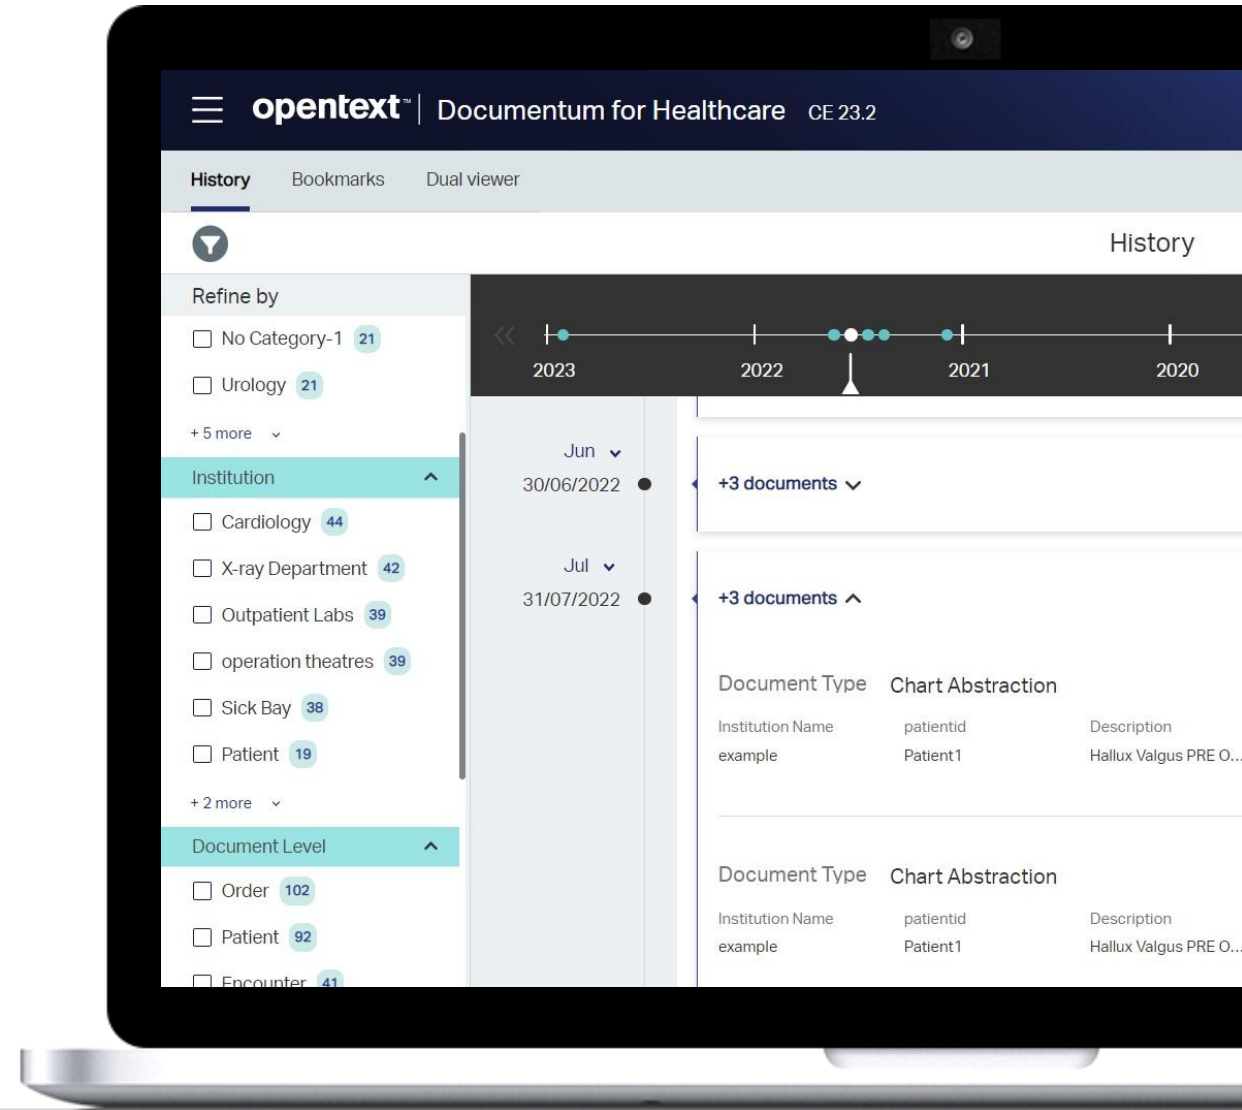 opentext™ | Documentum for Healthcare CE 23.2
History Bookmarks Dual viewer
History
Refine by
No Category-1 21
Urology 21
+ 5 more
Institution
Cardiology 44
X-ray Department 42
Outpatient Labs 39
operation theatres 39
Sick Bay 38
Patient 19
+ 2 more
Document Level
Order 102
Patient 92
Encounter 41
2023 2022 2021 2020
Jun
30/06/2022
+3 documents
Jul
31/07/2022
+3 documents
Document Type Chart Abstraction
Institution Name patientid Description
example Patient1 Hallux Valgus PRE O...
Document Type Chart Abstraction
Institution Name patientid Description
example Patient1 Hallux Valgus PRE O...